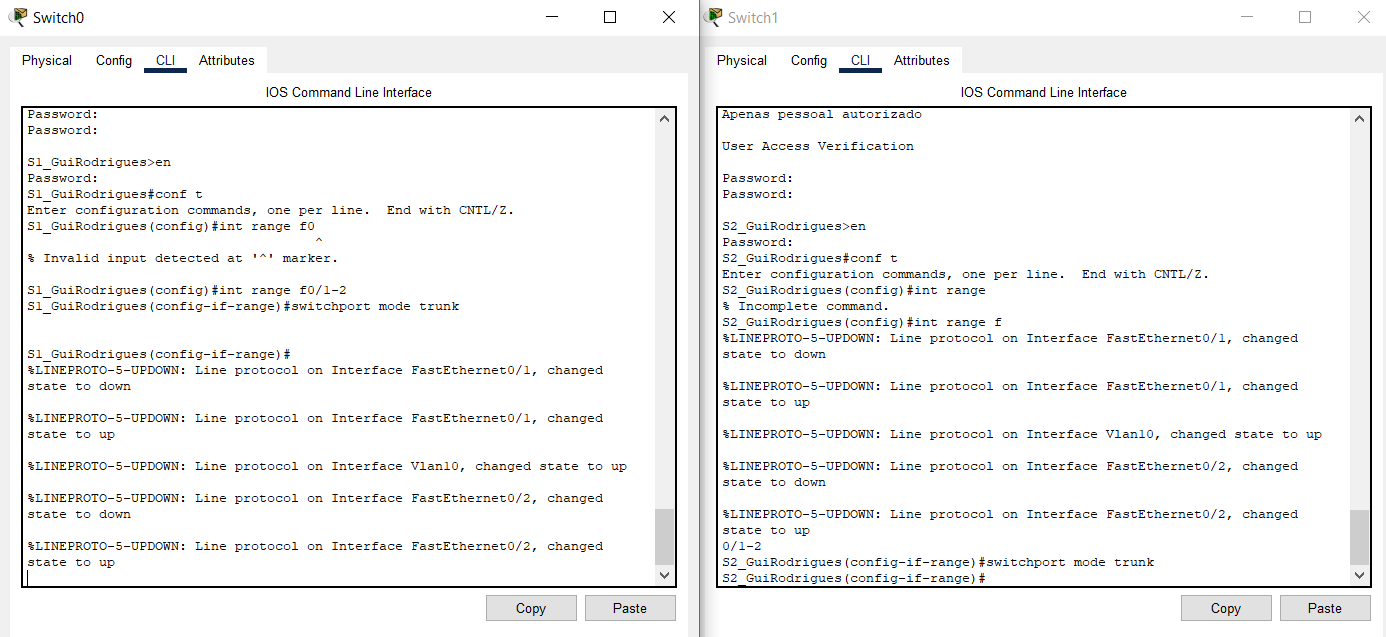 Switch0
Physical Config CLI Attributes
IOS Command Line Interface
Password:
Password:
S1_GuiRodrigues>en
Password:
S1_GuiRodrigues#conf t
Enter configuration commands, one per line.  End with CNTL/Z.
S1_GuiRodrigues(config)#int range f0
^
% Invalid input detected at '^' marker.
S1_GuiRodrigues(config)#int range f0/1-2
S1_GuiRodrigues(config-if-range)#switchport mode trunk
S1_GuiRodrigues(config-if-range)#
%LINEPROTO-5-UPDOWN: Line protocol on Interface FastEthernet0/1, changed
state to down
%LINEPROTO-5-UPDOWN: Line protocol on Interface FastEthernet0/1, changed
state to up
%LINEPROTO-5-UPDOWN: Line protocol on Interface Vlan10, changed state to up
%LINEPROTO-5-UPDOWN: Line protocol on Interface FastEthernet0/2, changed
state to down
%LINEPROTO-5-UPDOWN: Line protocol on Interface FastEthernet0/2, changed
state to up
Copy Paste
Switch1
Physical Config CLI Attributes
IOS Command Line Interface
Apenas pessoal autorizado
User Access Verification
Password:
Password:
S2_GuiRodrigues>en
Password:
S2_GuiRodrigues#conf t
Enter configuration commands, one per line.  End with CNTL/Z.
S2_GuiRodrigues(config)#int range
% Incomplete command.
S2_GuiRodrigues(config)#int range f
%LINEPROTO-5-UPDOWN: Line protocol on Interface FastEthernet0/1, changed
state to down
%LINEPROTO-5-UPDOWN: Line protocol on Interface FastEthernet0/1, changed
state to up
%LINEPROTO-5-UPDOWN: Line protocol on Interface Vlan10, changed state to up
%LINEPROTO-5-UPDOWN: Line protocol on Interface FastEthernet0/2, changed
state to down
%LINEPROTO-5-UPDOWN: Line protocol on Interface FastEthernet0/2, changed
state to up
0/1-2
S2_GuiRodrigues(config-if-range)#switchport mode trunk
S2_GuiRodrigues(config-if-range)#
Copy Paste